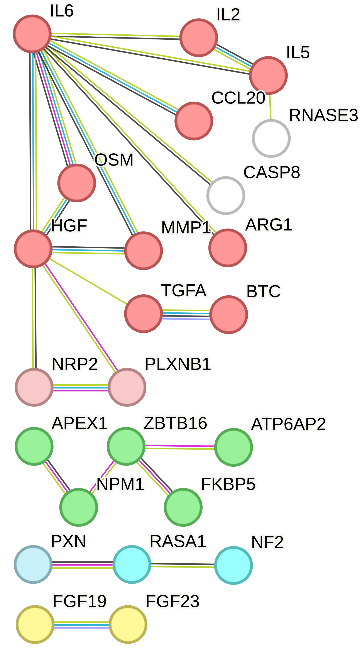 IL6
IL2
IL5
CCL20
RNASE3
OSM
CASP8
HGF
MMP1
ARG1
TGFA
BTC
NRP2
PLXNB1
APEX1
ZBTB16
ATP6AP2
NPM1
FKBP5
PXN
RASA1
NF2
FGF19
FGF23